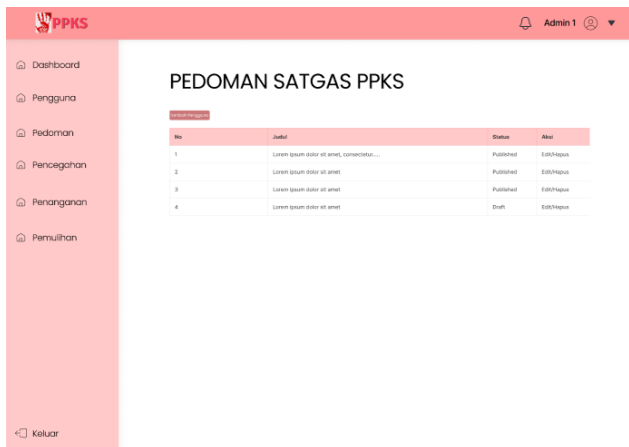 PPKS
Admin 1
Dashboard
Pengguna
Pedoman
Pencegahan
Penanganan
Pemulihan
Keluar
PEDOMAN SATGAS PPKS
Tambah Pengguna
No Judul Status Aksi
1 Lorem ipsum dolor sit amet, consectetur.... Published Edit/Hapus
2 Lorem ipsum dolor sit amet Published Edit/Hapus
3 Lorem ipsum dolor sit amet Published Edit/Hapus
4 Lorem ipsum dolor sit amet Draft Edit/Hapus